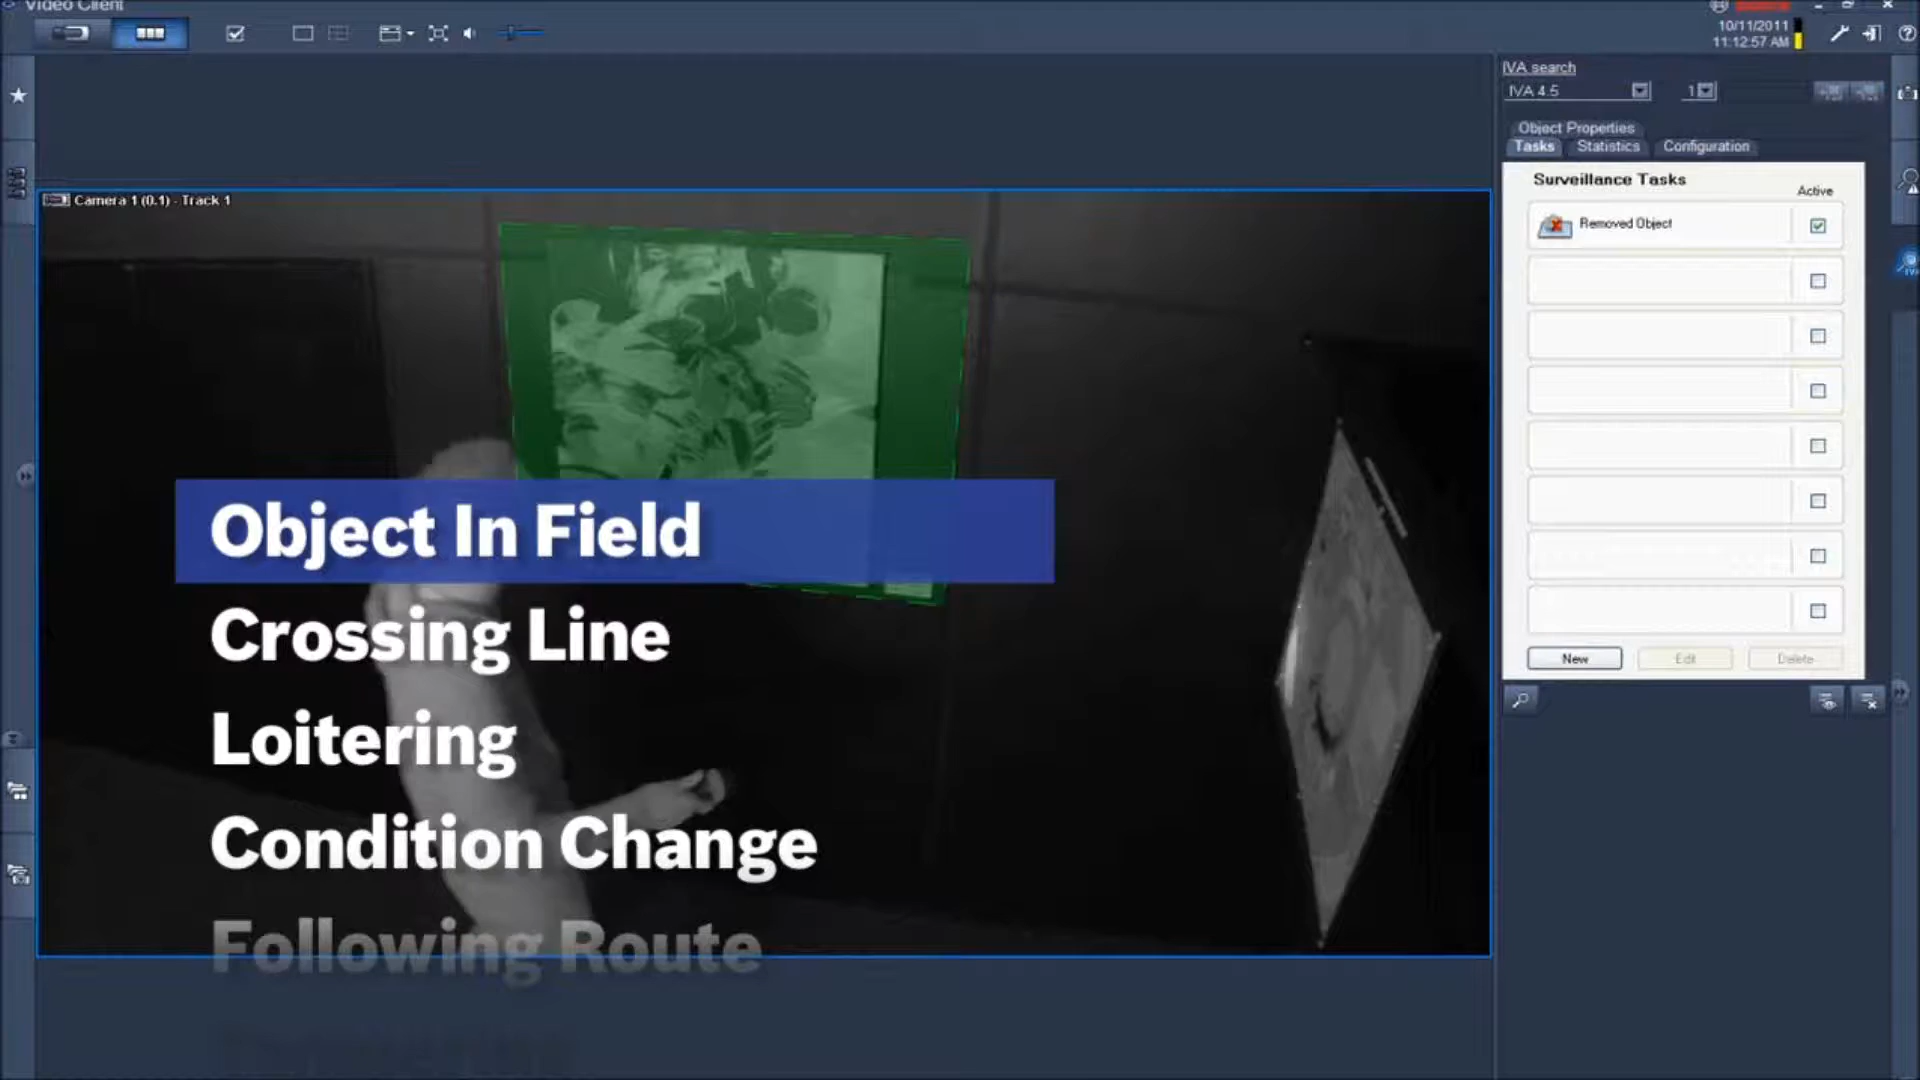 Video Client
10/11/2011
11:12:57 AM
IVA search
IVA 4.5
1
Object Properties
Tasks
Statistics
Configuration
Camera 1 (0.1) - Track 1
Surveillance Tasks
Active
Removed Object
Object In Field
Crossing Line
Loitering
Condition Change
Following Route
New
Edit
Delete